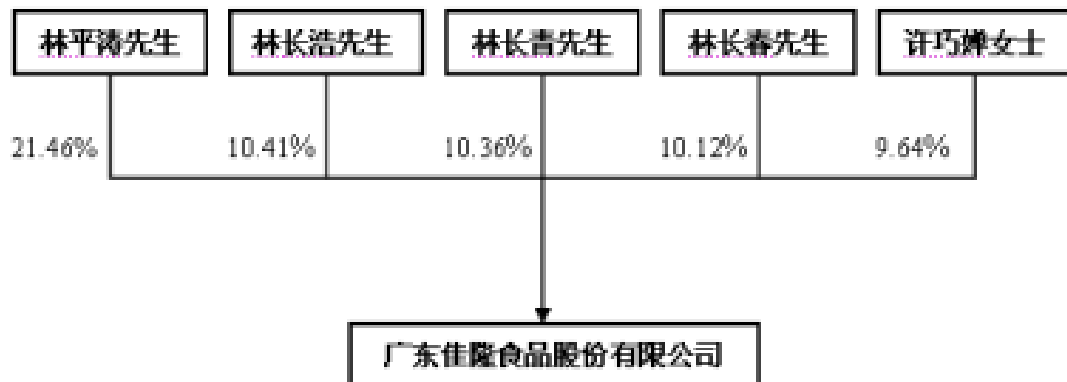 林平涛先生 林长浩先生 林长青先生 林长春先生 许巧婵女士
21.46% 10.41% 10.36% 10.12% 9.64%
广东佳隆食品股份有限公司